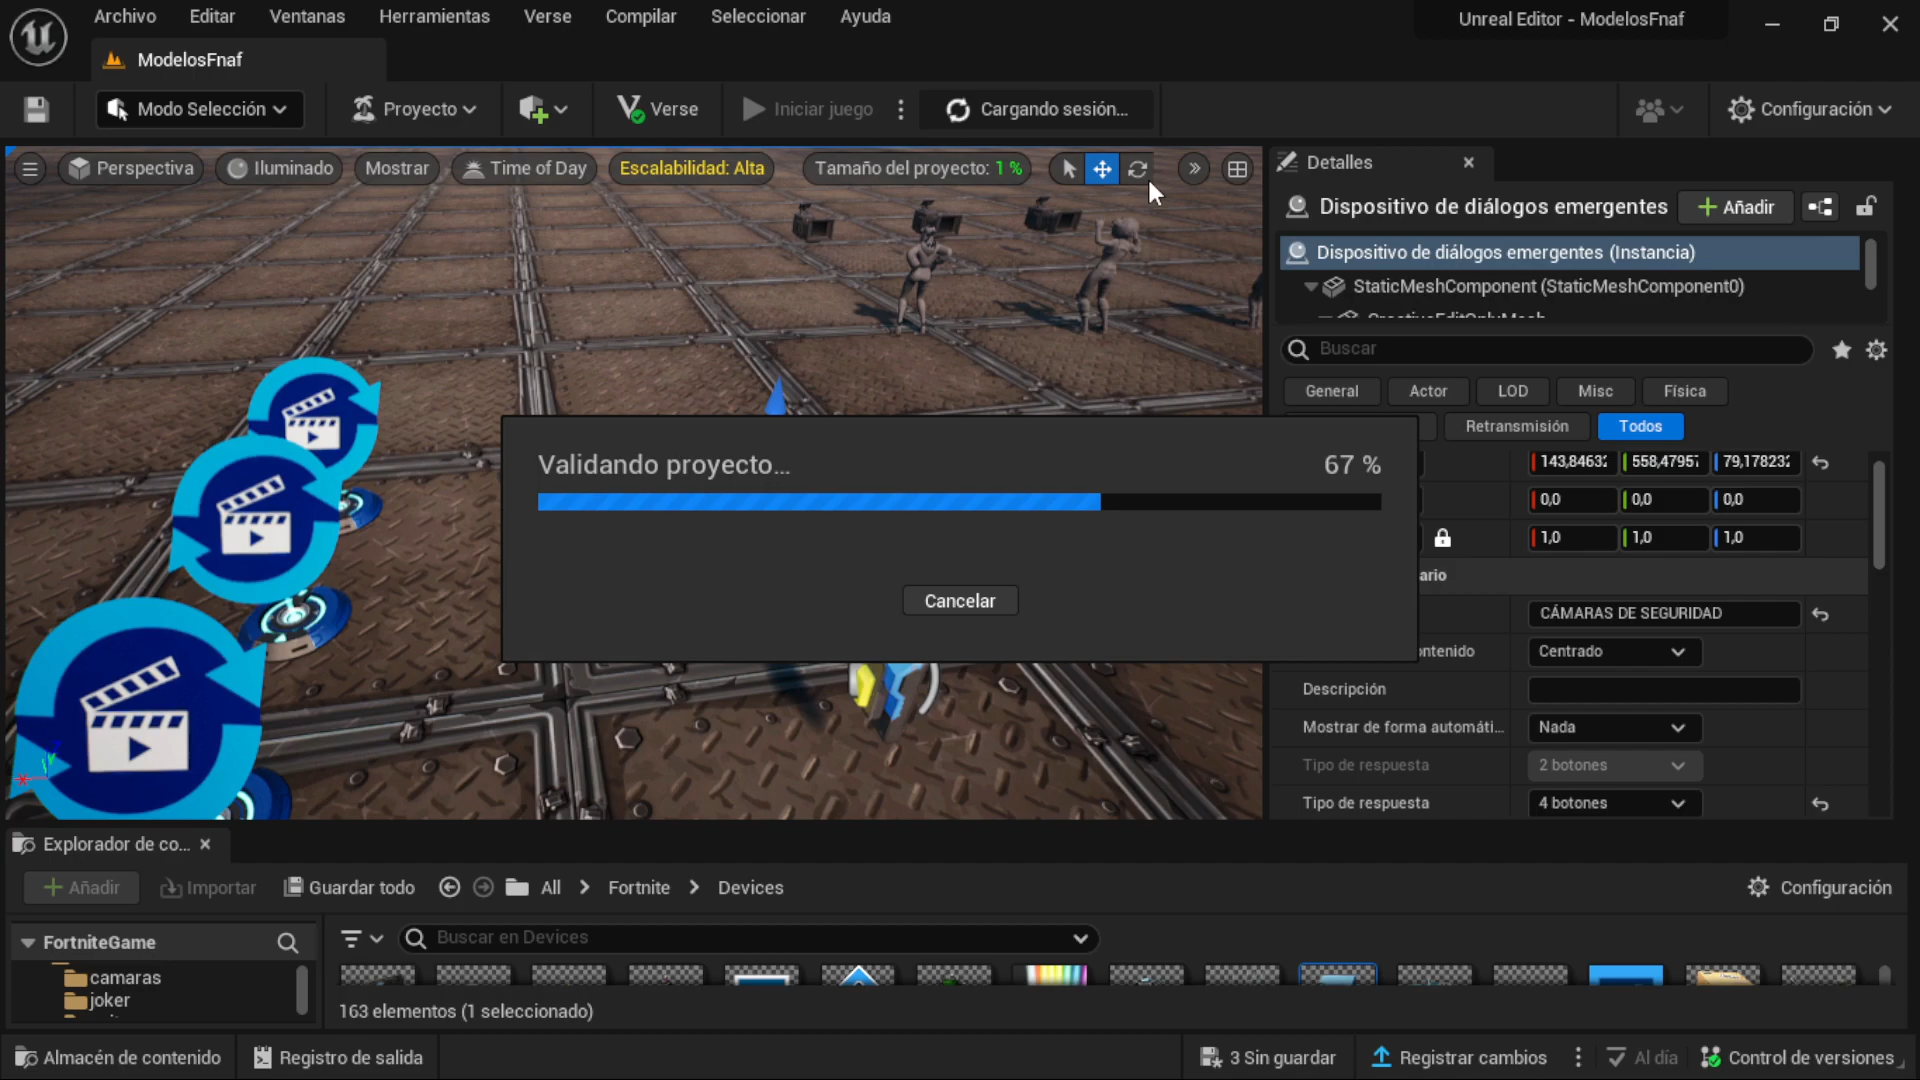 Archivo Editar Ventanas Herramientas Verse Compilar Seleccionar Ayuda
Unreal Editor - ModelosFnaf
ModelosFnaf
Modo Selección Proyecto Verse Iniciar juego Cargando sesión... Configuración
Perspectiva Iluminado Mostrar Time of Day Escalabilidad: Alta Tamaño del proyecto: 1 %
Detalles
Dispositivo de diálogos emergentes Añadir
Dispositivo de diálogos emergentes (Instancia)
StaticMeshComponent (StaticMeshComponent0)
Buscar
General Actor LOD Misc Física
Retransmisión Todos
Validando proyecto... 67 %
Cancelar
0,0 0,0 0,0
1,0 1,0 1,0
ario
CÁMARAS DE SEGURIDAD
ntenido Centrado
Descripción
Mostrar de forma automáti... Nada
Tipo de respuesta 2 botones
Tipo de respuesta 4 botones
Explorador de co...
Añadir Importar Guardar todo All Fortnite Devices Configuración
FortniteGame
Buscar en Devices
camaras
joker
163 elementos (1 seleccionado)
Almacén de contenido Registro de salida 3 Sin guardar Registrar cambios Al día Control de versiones